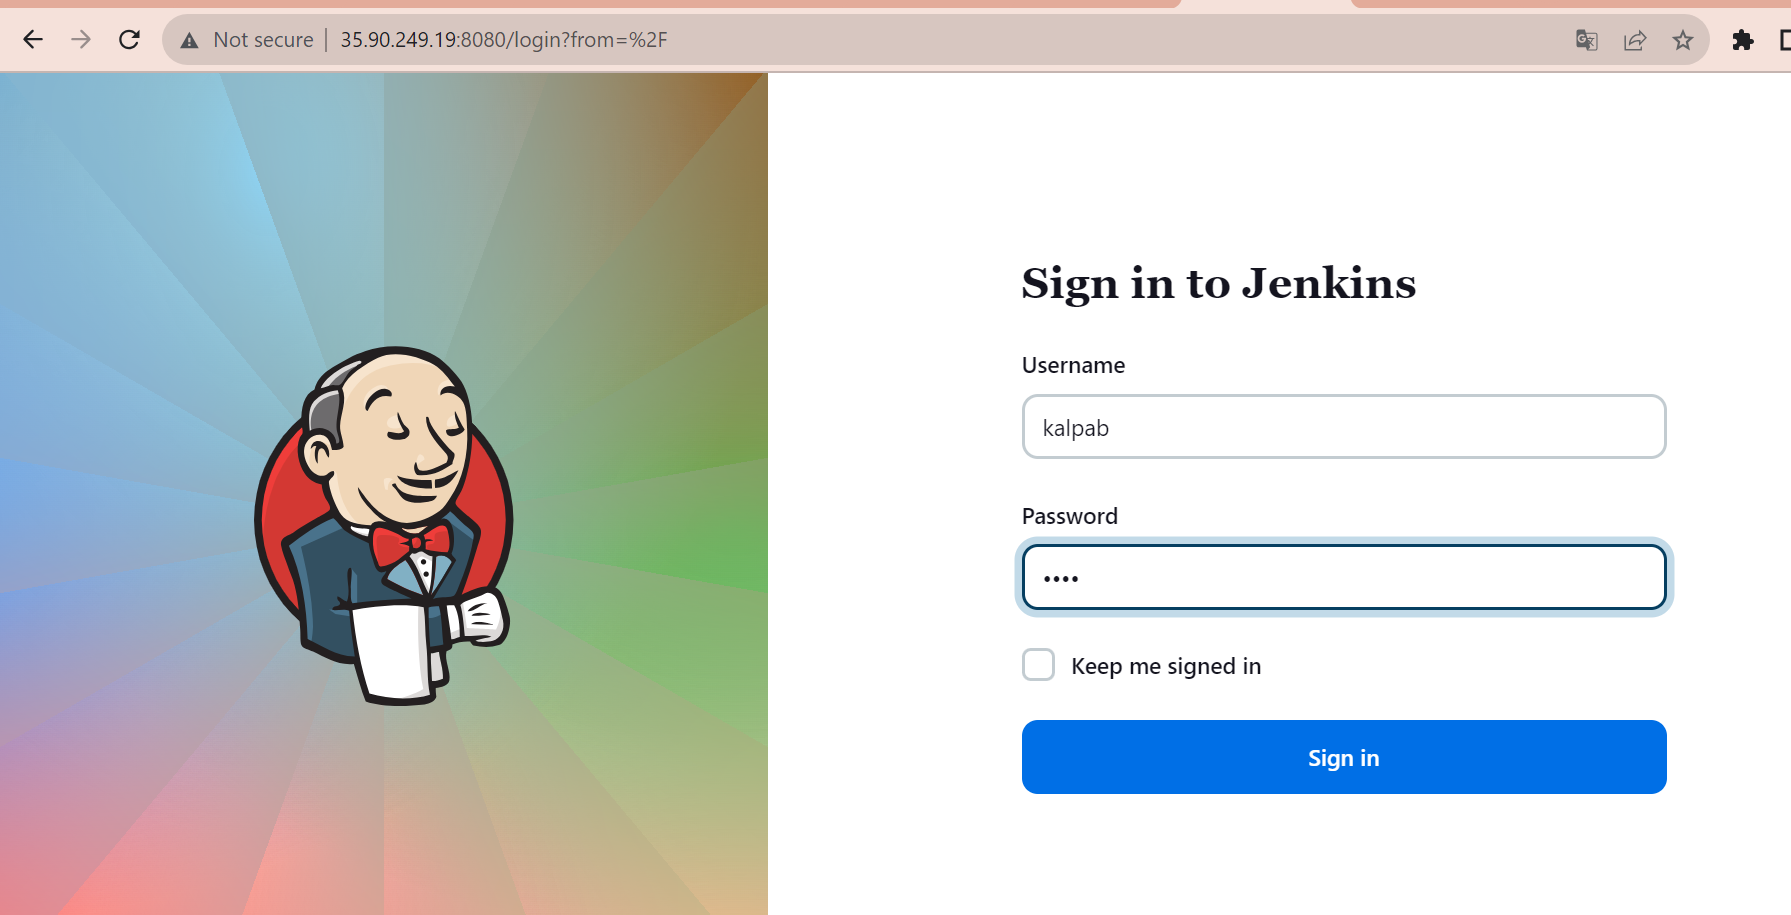 Not secure | 35.90.249.19:8080/login?from=%2F
Sign in to Jenkins
Username
kalpab
Password
••••
Keep me signed in
Sign in